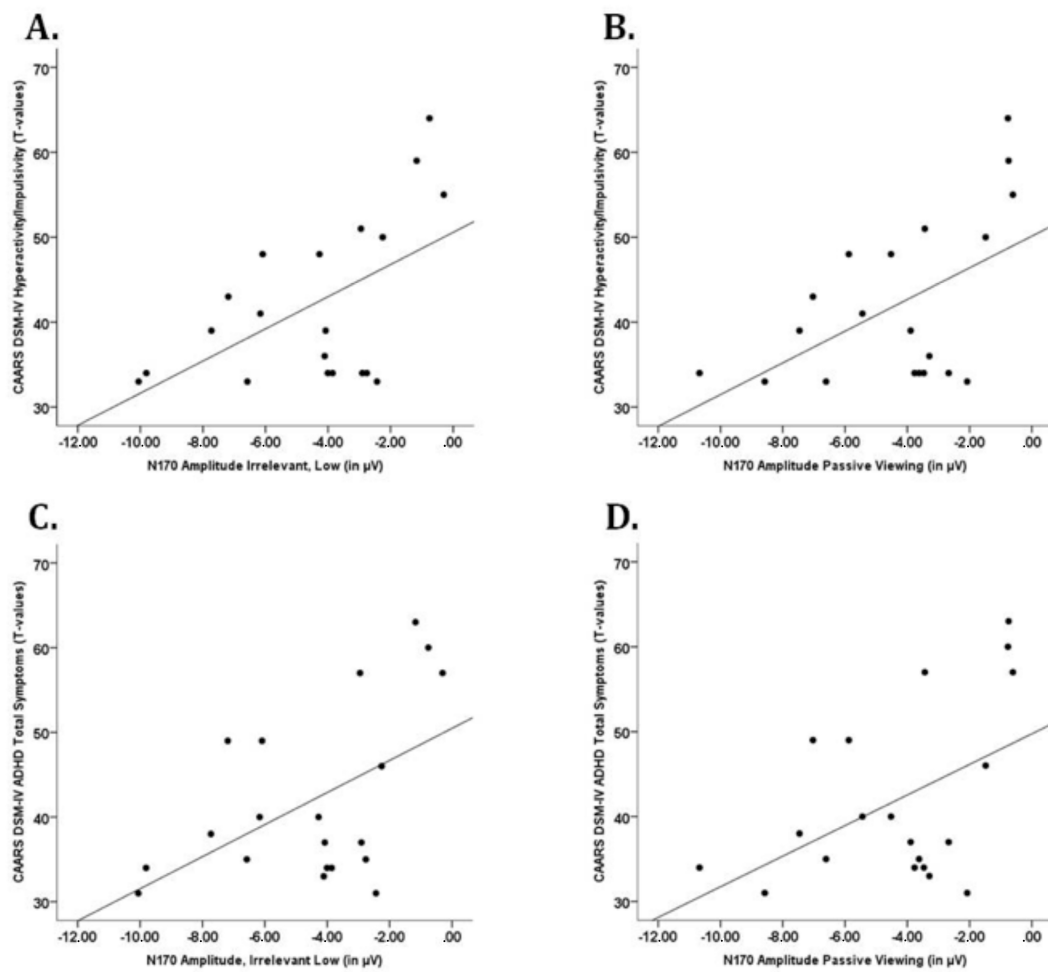 A.
CAARS DSM-IV Hyperactivity/Impulsivity (T-values)
70
60
50
40
30
-12.00 -10.00 -8.00 -6.00 -4.00 -2.00 .00
N170 Amplitude Irrelevant, Low (in µV)
B.
CAARS DSM-IV Hyperactivity/Impulsivity (T-values)
70
60
50
40
30
-12.00 -10.00 -8.00 -6.00 -4.00 -2.00 .00
N170 Amplitude Passive Viewing (in µV)
C.
CAARS DSM-IV ADHD Total Symptoms (T-values)
70
60
50
40
30
-12.00 -10.00 -8.00 -6.00 -4.00 -2.00 .00
N170 Amplitude, Irrelevant Low (in µV)
D.
CAARS DSM-IV ADHD Total Symptoms (T-values)
70
60
50
40
30
-12.00 -10.00 -8.00 -6.00 -4.00 -2.00 .00
N170 Amplitude Passive Viewing (in µV)